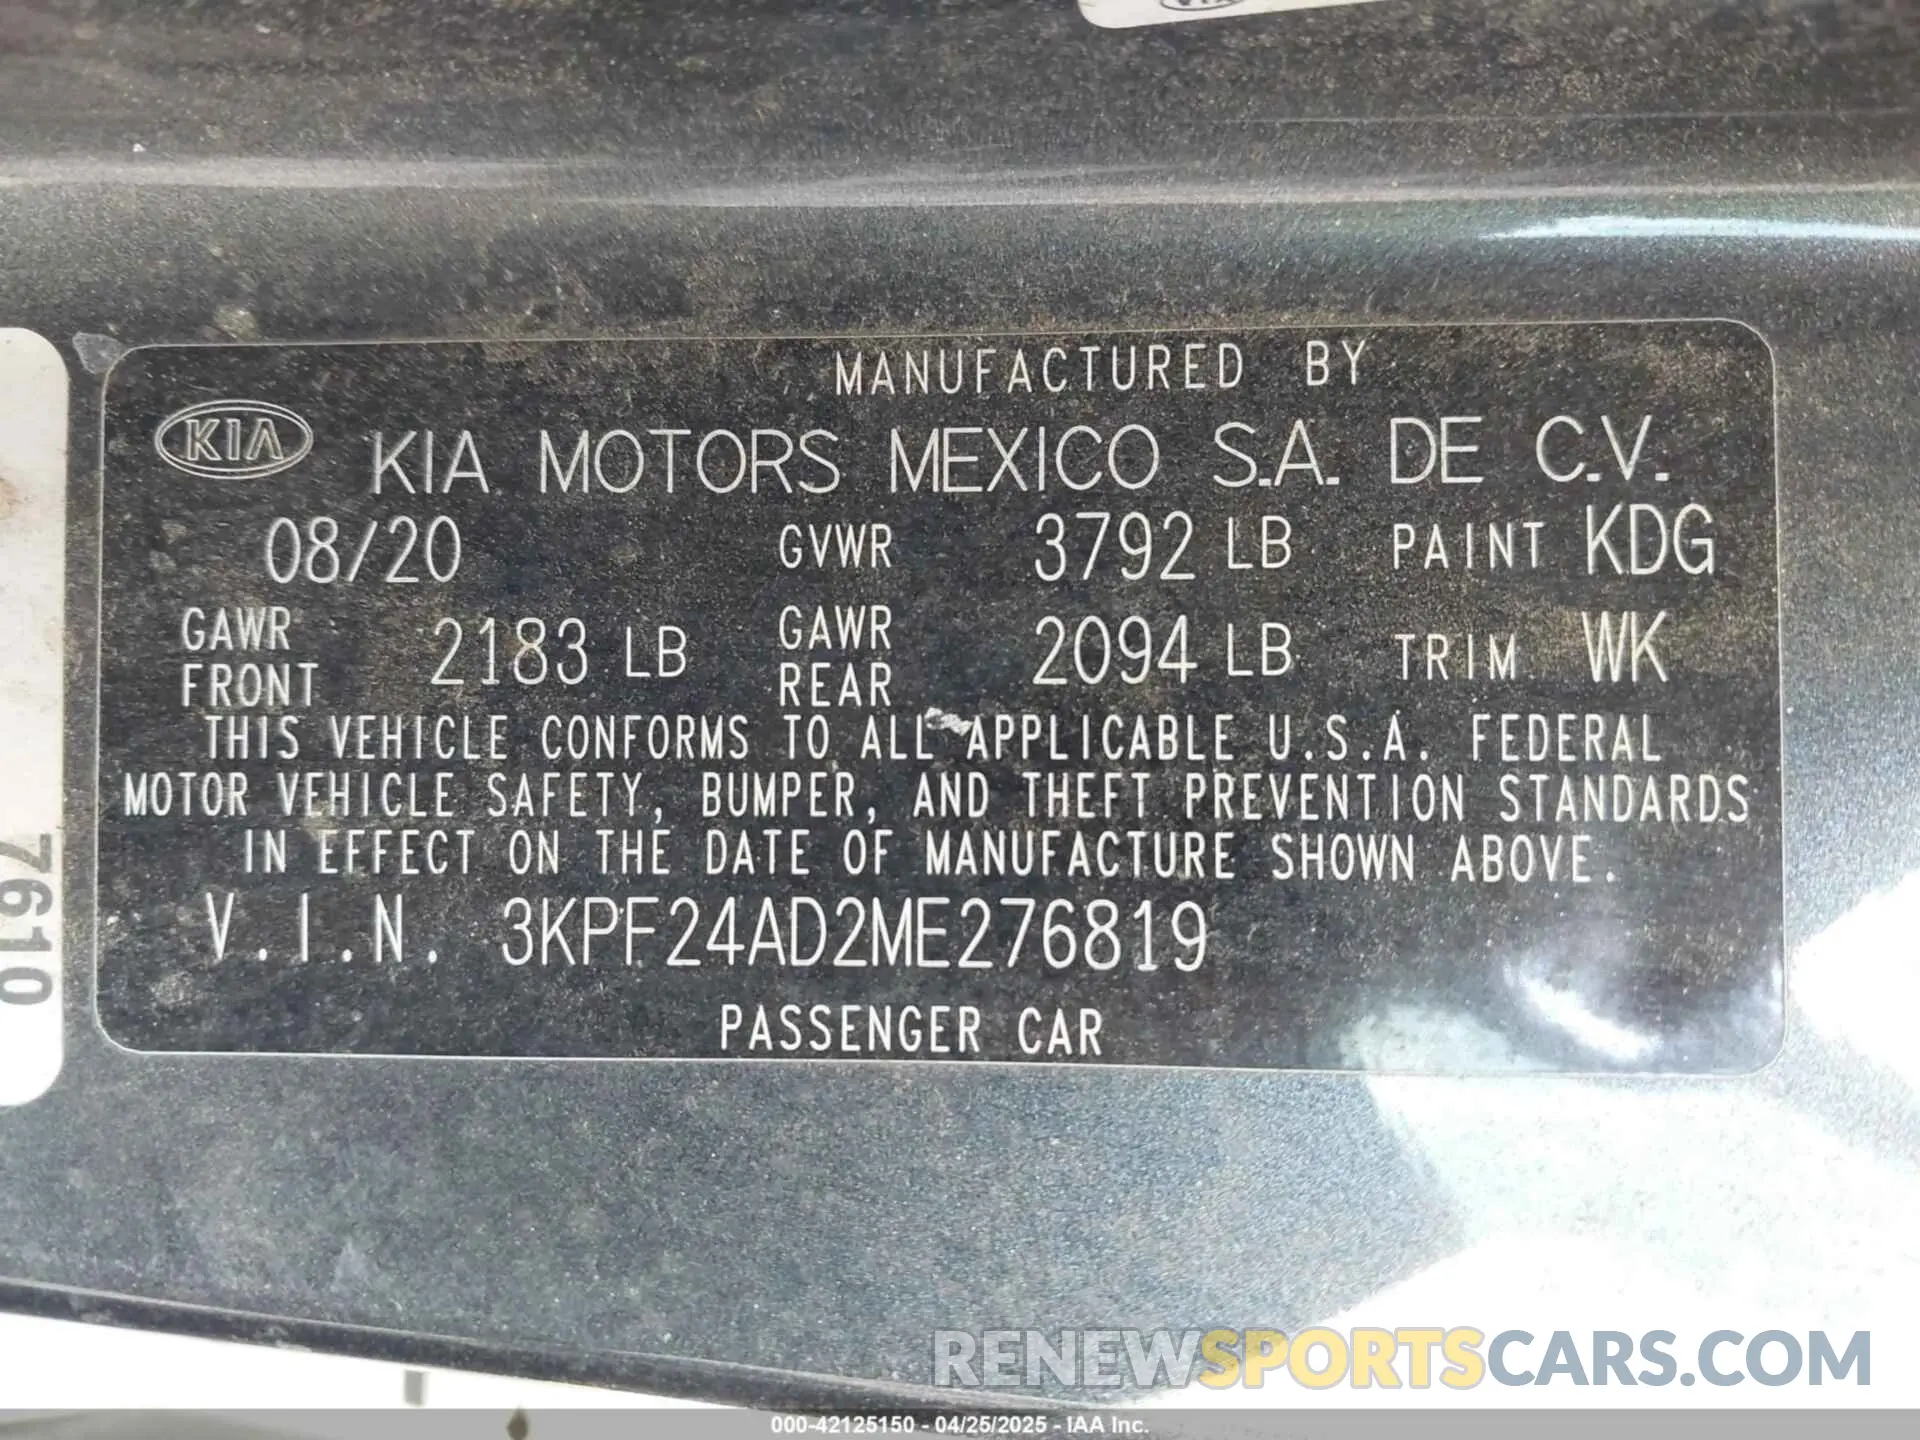 MANUFACTURED BY
KIA KIA MOTORS MEXICO S.A. DE C.V.
08/20 GVWR 3792 LB PAINT KDG
GAWR FRONT 2183 LB GAWR REAR 2094 LB TRIM WK
THIS VEHICLE CONFORMS TO ALL APPLICABLE U.S.A. FEDERAL
MOTOR VEHICLE SAFETY, BUMPER, AND THEFT PREVENTION STANDARDS
IN EFFECT ON THE DATE OF MANUFACTURE SHOWN ABOVE.
V.I.N. 3KPF24AD2ME276819
PASSENGER CAR
7610
RENEWSPORTSCARS.COM
000-42125150 - 04/25/2025 - IAA Inc.